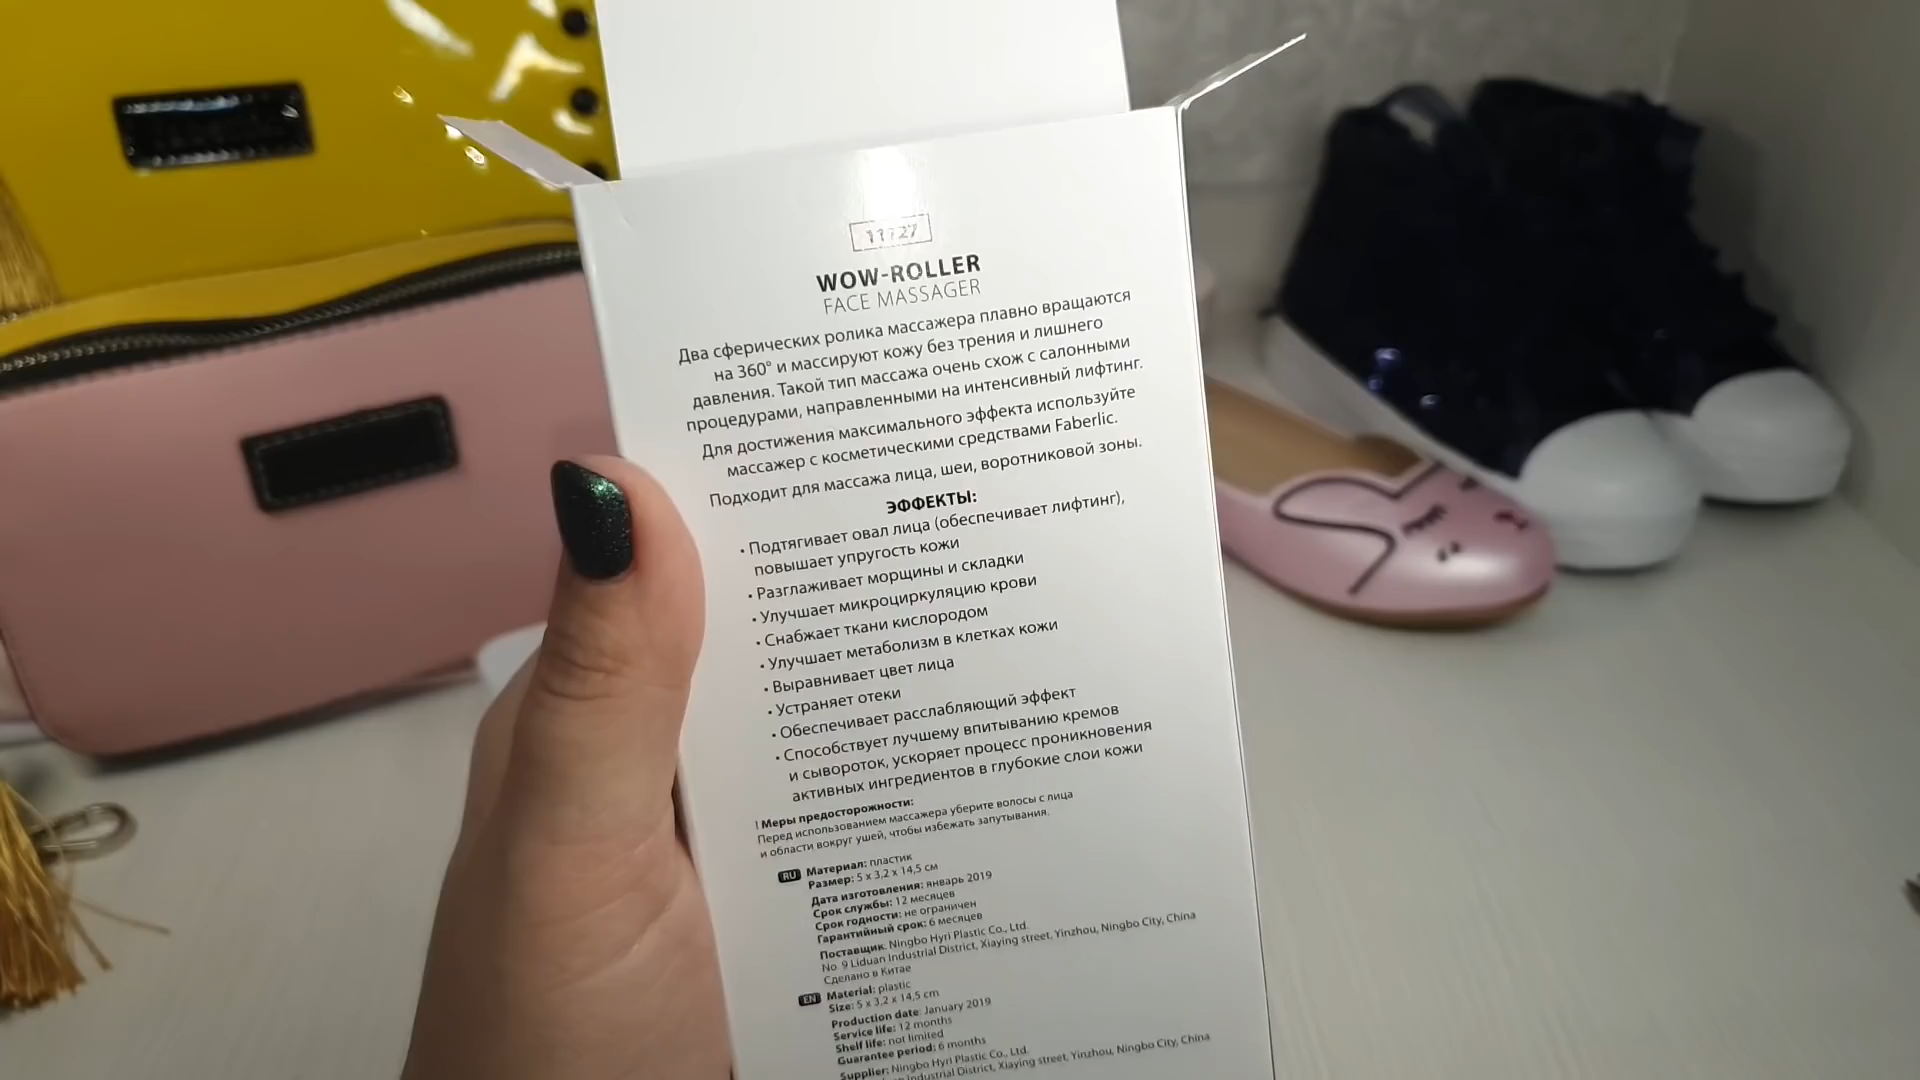 11727
WOW-ROLLER
FACE MASSAGER
Два сферических ролика массажера плавно вращаются
на 360° и массируют кожу без трения и лишнего
давления. Такой тип массажа очень схож с салонными
процедурами, направленными на интенсивный лифтинг.
Для достижения максимального эффекта используйте
массажер с косметическими средствами Faberlic.
Подходит для массажа лица, шеи, воротниковой зоны.
ЭФФЕКТЫ:
• Подтягивает овал лица (обеспечивает лифтинг),
повышает упругость кожи
• Разглаживает морщины и складки
• Улучшает микроциркуляцию крови
• Снабжает ткани кислородом
• Улучшает метаболизм в клетках кожи
• Выравнивает цвет лица
• Устраняет отеки
• Обеспечивает расслабляющий эффект
• Способствует лучшему впитыванию кремов
и сывороток, ускоряет процесс проникновения
активных ингредиентов в глубокие слои кожи
! Меры предосторожности:
Перед использованием массажера уберите волосы с лица
и области вокруг ушей, чтобы избежать запутывания.
RU Материал: пластик
Размер: 5 x 3,2 x 14,5 см
Дата изготовления: январь 2019
Срок службы: 12 месяцев
Срок годности: не ограничен
Гарантийный срок: 6 месяцев
Поставщик: Ningbo Hyri Plastic Co., Ltd.
No 9 Liduan Industrial District, Xiaying street, Yinzhou, Ningbo City, China
Сделано в Китае
EN Material: plastic
Size: 5 x 3,2 x 14,5 cm
Production date: January 2019
Service life: 12 months
Shelf life: not limited
Guarantee period: 6 months
Supplier: Ningbo Hyri Plastic Co., Ltd.
Industrial District, Xiaying street, Yinzhou, Ningbo City, China